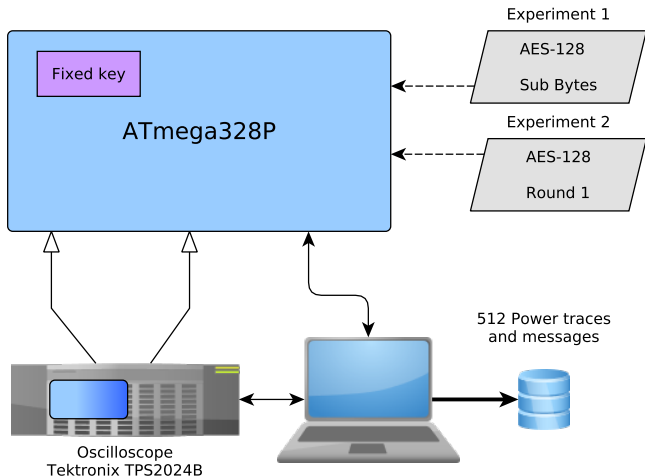 Experiment 1
Fixed key
AES-128
Sub Bytes
ATmega328P
Experiment 2
AES-128
Round 1
512 Power traces
and messages
Oscilloscope
Tektronix TPS2024B